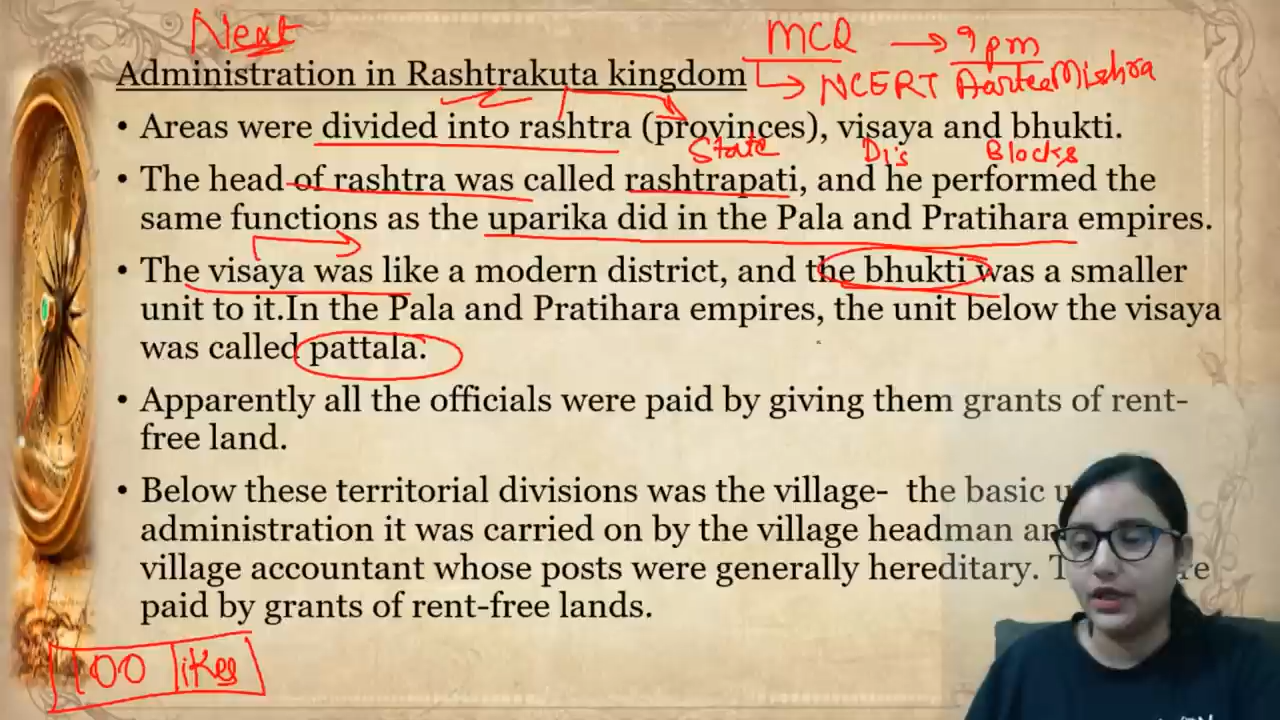 Next
MCQ → 9 pm
Administration in Rashtrakuta kingdom
→ NCERT Aartee Mishra
• Areas were divided into rashtra (provinces), visaya and bhukti.
State Dis Blocks
• The head of rashtra was called rashtrapati, and he performed the
same functions as the uparika did in the Pala and Pratihara empires.
• The visaya was like a modern district, and the bhukti was a smaller
unit to it.In the Pala and Pratihara empires, the unit below the visaya
was called pattala.
• Apparently all the officials were paid by giving them grants of rent-
free land.
• Below these territorial divisions was the village- the basic
administration it was carried on by the village headman
village accountant whose posts were generally hereditary.
paid by grants of rent-free lands.
100 likes